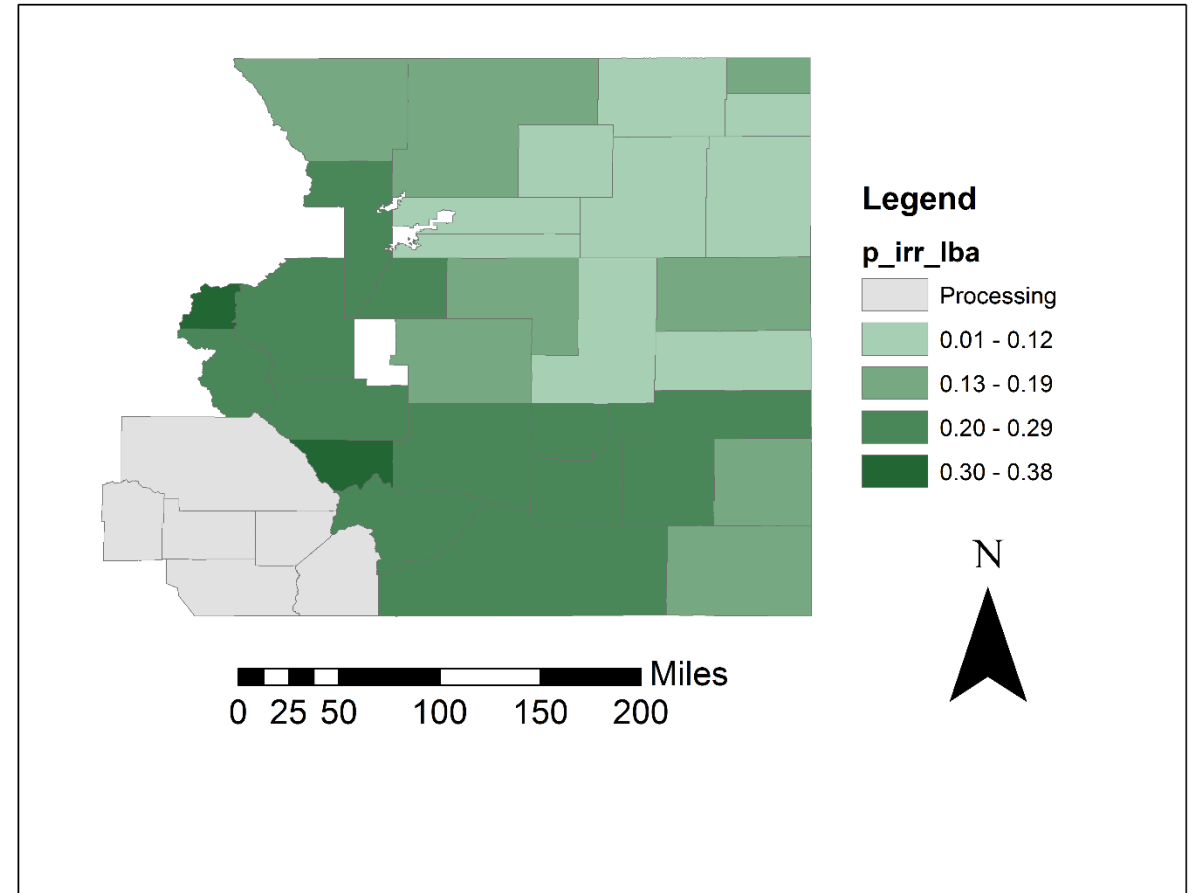 Legend
p_irr_lba
Processing
0.01 - 0.12
0.13 - 0.19
0.20 - 0.29
0.30 - 0.38
N
Miles
0 25 50 100 150 200